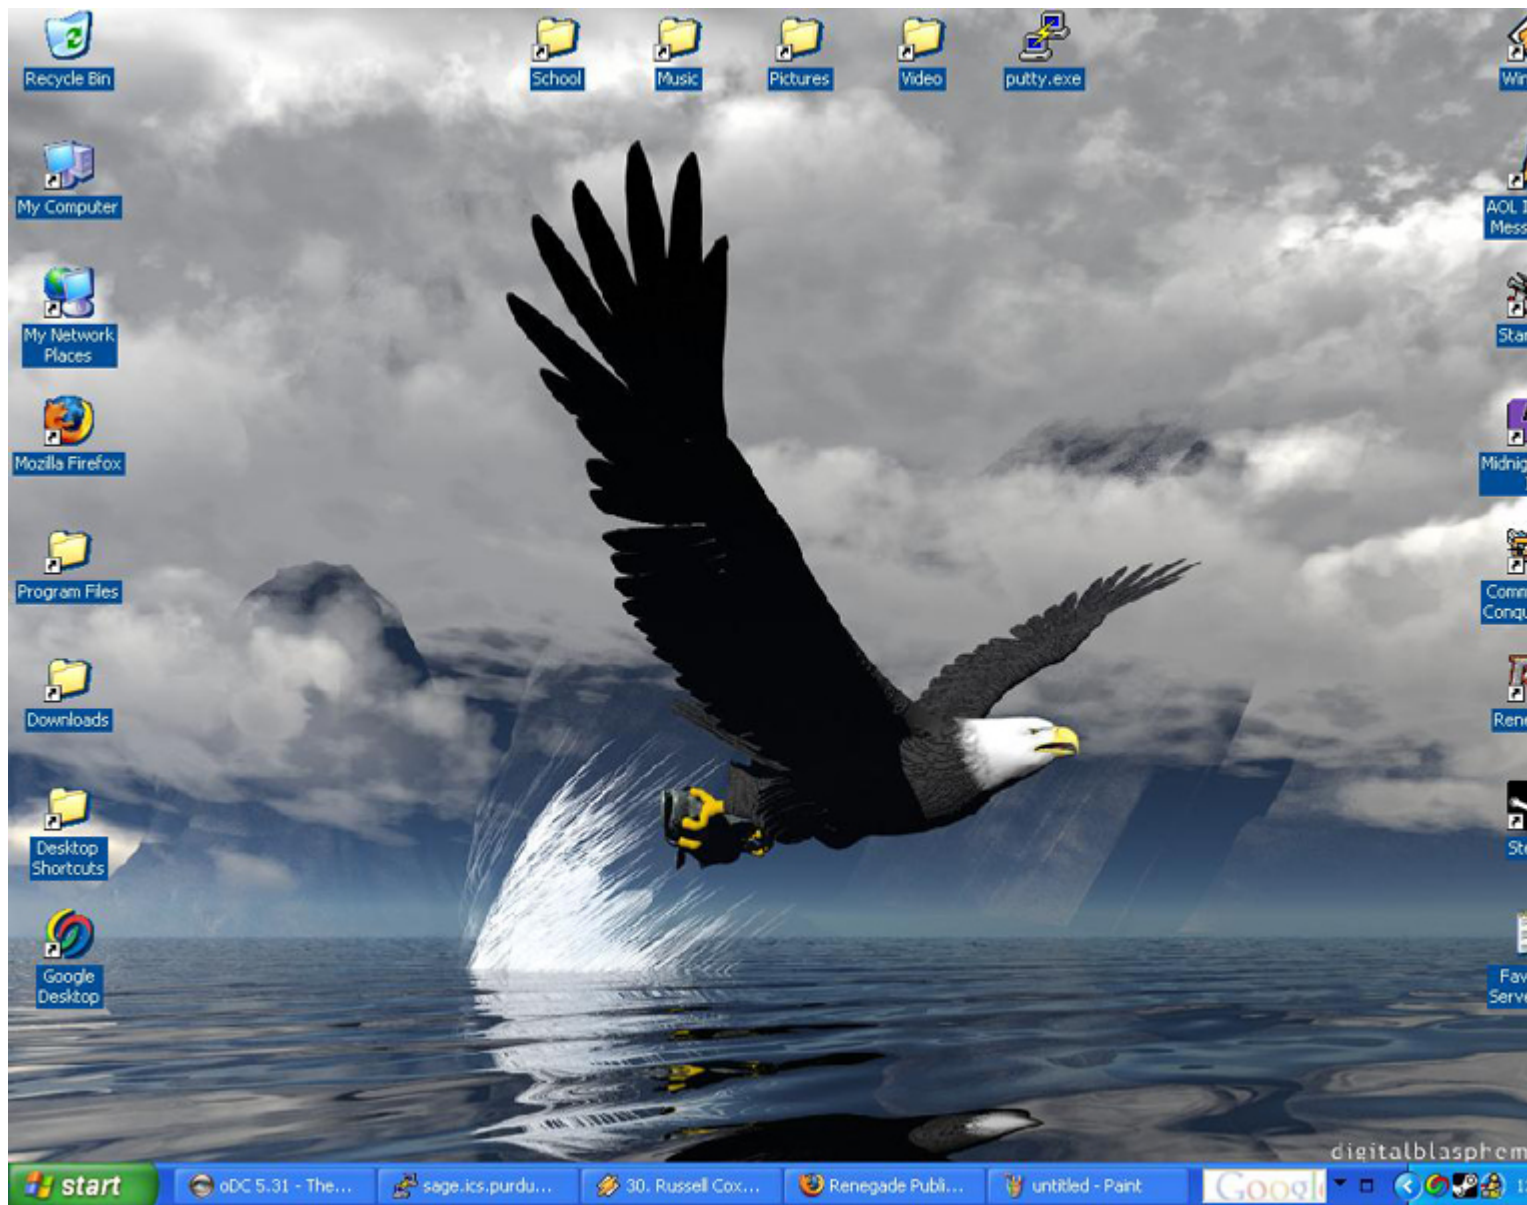 Recycle Bin
School
Music
Pictures
Video
putty.exe
My Computer
AOL
My Network
Places
Mozilla Firefox
Program Files
Downloads
Desktop
Shortcuts
Google
Desktop
digitalblasphem
start
oDC 5.31 - The...
sage.ics.purdu...
30. Russell Cox...
Renegade Publi...
untitled - Paint
Google